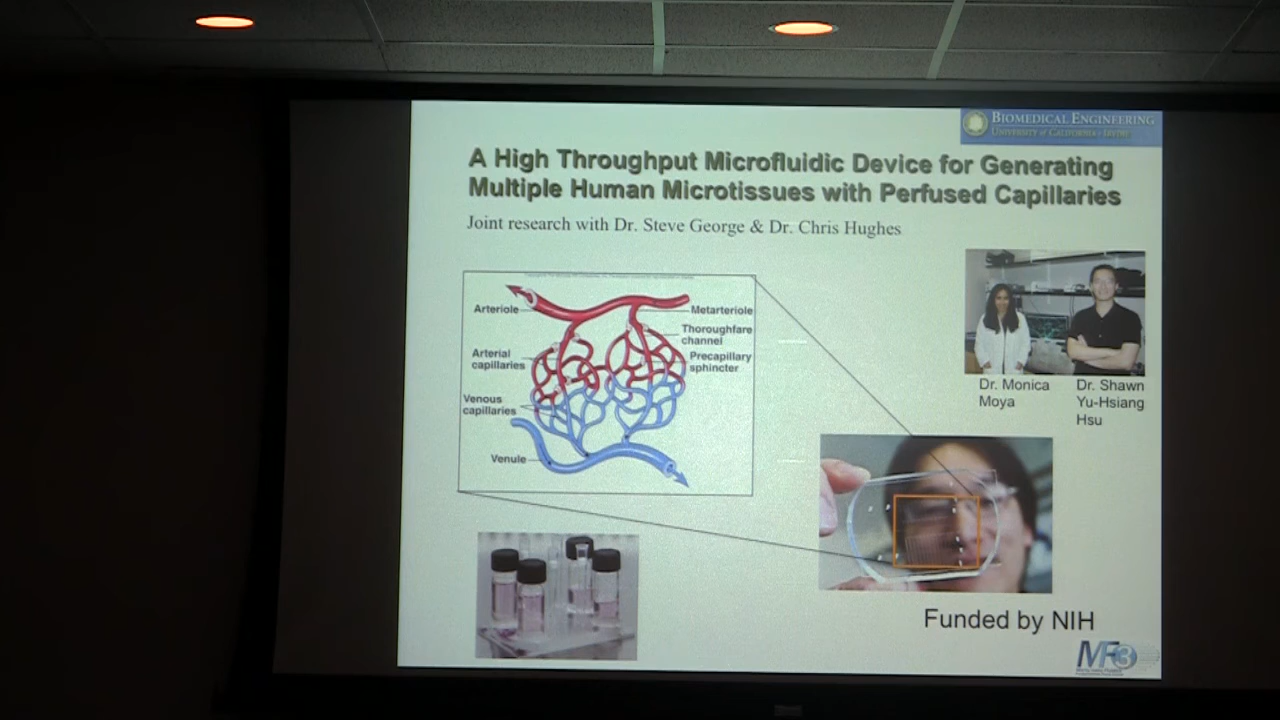 BIOMEDICAL ENGINEERING
UNIVERSITY of CALIFORNIA • IRVINE
A High Throughput Microfluidic Device for Generating
Multiple Human Microtissues with Perfused Capillaries
Joint research with Dr. Steve George & Dr. Chris Hughes
Arteriole
Metarteriole
Thoroughfare
channel
Arterial
capillaries
Precapillary
sphincter
Venous
capillaries
Venule
Dr. Monica
Moya
Dr. Shawn
Yu-Hsiang
Hsu
Funded by NIH
MF3